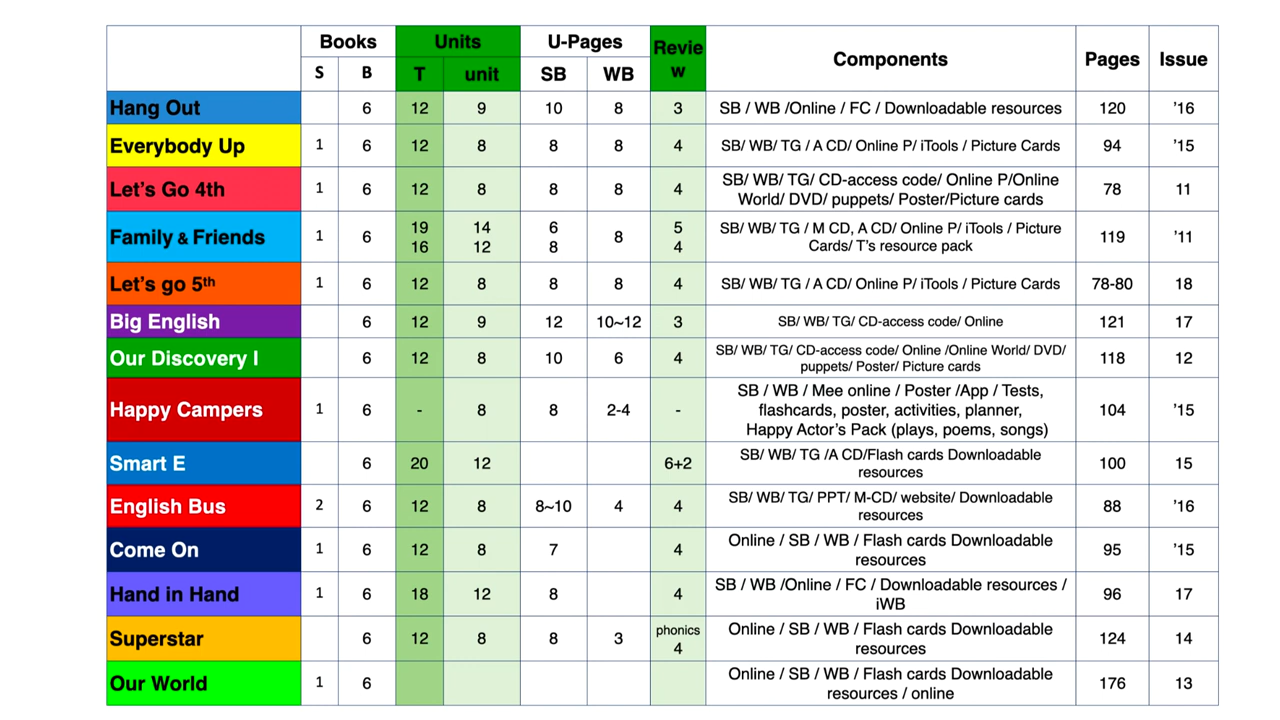 Books Units U-Pages Revie
w Components Pages Issue
S B T unit SB WB
Hang Out 6 12 9 10 8 3 SB / WB /Online / FC / Downloadable resources 120 ’16
Everybody Up 1 6 12 8 8 8 4 SB/ WB/ TG / A CD/ Online P/ iTools / Picture Cards 94 ’15
Let’s Go 4th 1 6 12 8 8 8 4 SB/ WB/ TG/ CD-access code/ Online P/Online
World/ DVD/ puppets/ Poster/Picture cards 78 11
Family & Friends 1 6 19 14 6 8 5 SB/ WB/ TG / M CD, A CD/ Online P/ iTools / Picture
16 12 8 4 Cards/ T’s resource pack 119 ’11
Let’s go 5th 1 6 12 8 8 8 4 SB/ WB/ TG / A CD/ Online P/ iTools / Picture Cards 78-80 18
Big English 6 12 9 12 10~12 3 SB/ WB/ TG/ CD-access code/ Online 121 17
Our Discovery I 6 12 8 10 6 4 SB/ WB/ TG/ CD-access code/ Online /Online World/ DVD/
puppets/ Poster/ Picture cards 118 12
Happy Campers 1 6 - 8 8 2-4 - SB / WB / Mee online / Poster /App / Tests,
flashcards, poster, activities, planner,
Happy Actor’s Pack (plays, poems, songs) 104 ’15
Smart E 6 20 12 6+2 SB/ WB/ TG /A CD/Flash cards Downloadable
resources 100 15
English Bus 2 6 12 8 8~10 4 4 SB/ WB/ TG/ PPT/ M-CD/ website/ Downloadable
resources 88 ’16
Come On 1 6 12 8 7 4 Online / SB / WB / Flash cards Downloadable
resources 95 ’15
Hand in Hand 1 6 18 12 8 4 SB / WB /Online / FC / Downloadable resources /
iWB 96 17
Superstar 6 12 8 8 3 phonics
4 Online / SB / WB / Flash cards Downloadable
resources 124 14
Our World 1 6 Online / SB / WB / Flash cards Downloadable
resources / online 176 13